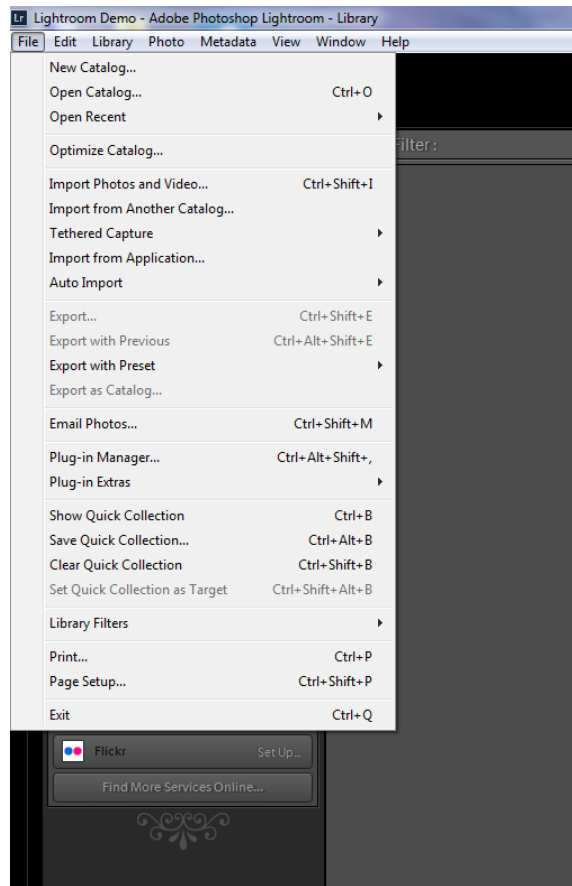 Lr Lightroom Demo - Adobe Photoshop Lightroom - Library
File Edit Library Photo Metadata View Window Help
New Catalog...
Open Catalog... Ctrl+O
Open Recent
Filter :
Optimize Catalog...
Import Photos and Video... Ctrl+Shift+I
Import from Another Catalog...
Tethered Capture
Import from Application...
Auto Import
Export... Ctrl+Shift+E
Export with Previous Ctrl+Alt+Shift+E
Export with Preset
Export as Catalog...
Email Photos... Ctrl+Shift+M
Plug-in Manager... Ctrl+Alt+Shift+,
Plug-in Extras
Show Quick Collection Ctrl+B
Save Quick Collection... Ctrl+Alt+B
Clear Quick Collection Ctrl+Shift+B
Set Quick Collection as Target Ctrl+Shift+Alt+B
Library Filters
Print... Ctrl+P
Page Setup... Ctrl+Shift+P
Exit Ctrl+Q
Flickr Set Up...
Find More Services Online...